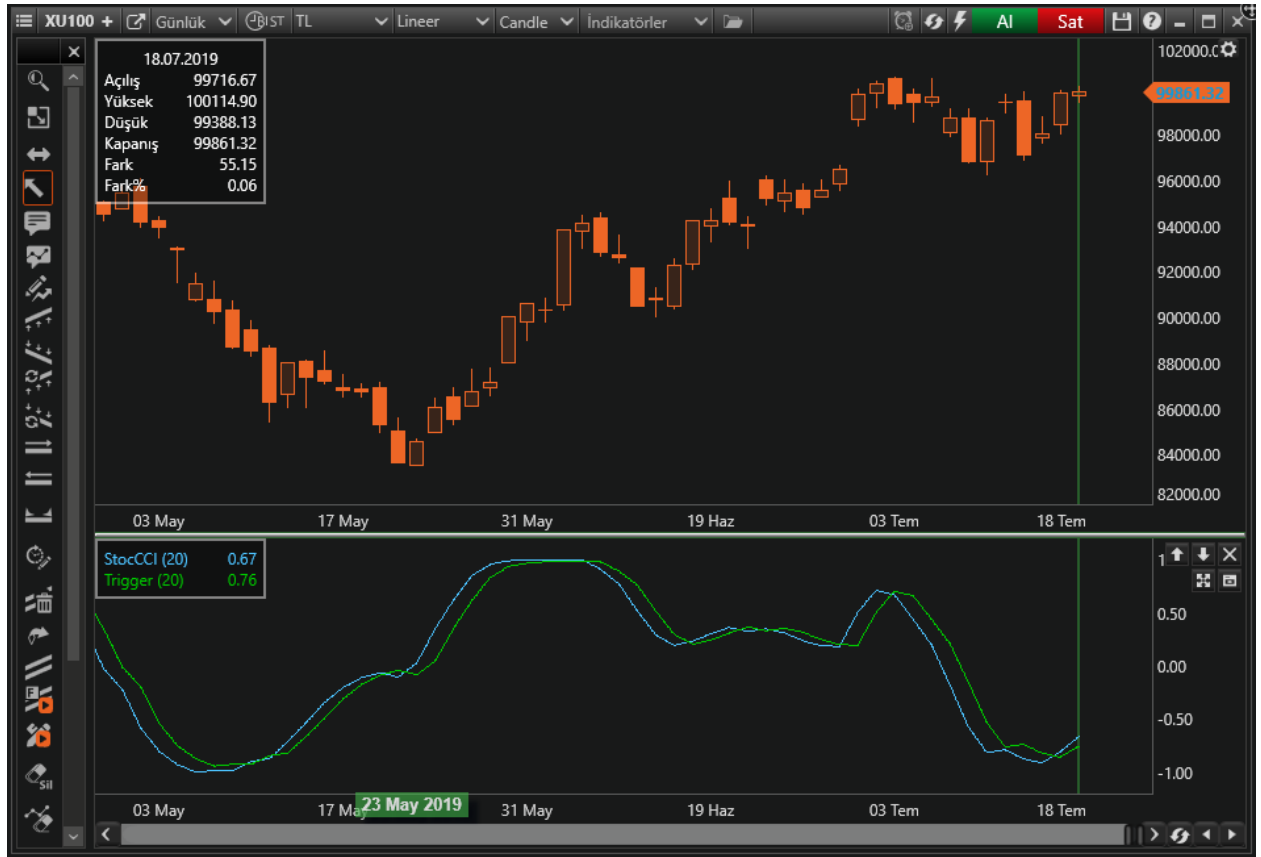 XU100 + Günlük BIST TL Lineer Candle İndikatörler Al Sat
18.07.2019
Açılış 99716.67
Yüksek 100114.90
Düşük 99388.13
Kapanış 99861.32
Fark 55.15
Fark% 0.06
102000.0
99861.32
98000.00
96000.00
94000.00
92000.00
90000.00
88000.00
86000.00
84000.00
82000.00
03 May 17 May 31 May 19 Haz 03 Tem 18 Tem
StocCCI (20) 0.67
Trigger (20) 0.76
1
0.50
0.00
-0.50
-1.00
Sil
03 May 17 May 23 May 2019 31 May 19 Haz 03 Tem 18 Tem